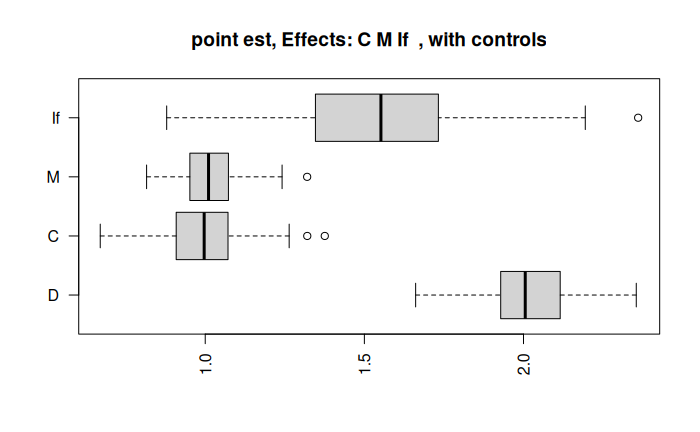 point est, Effects: C M If , with controls
If
M
C
D
1.0
1.5
2.0